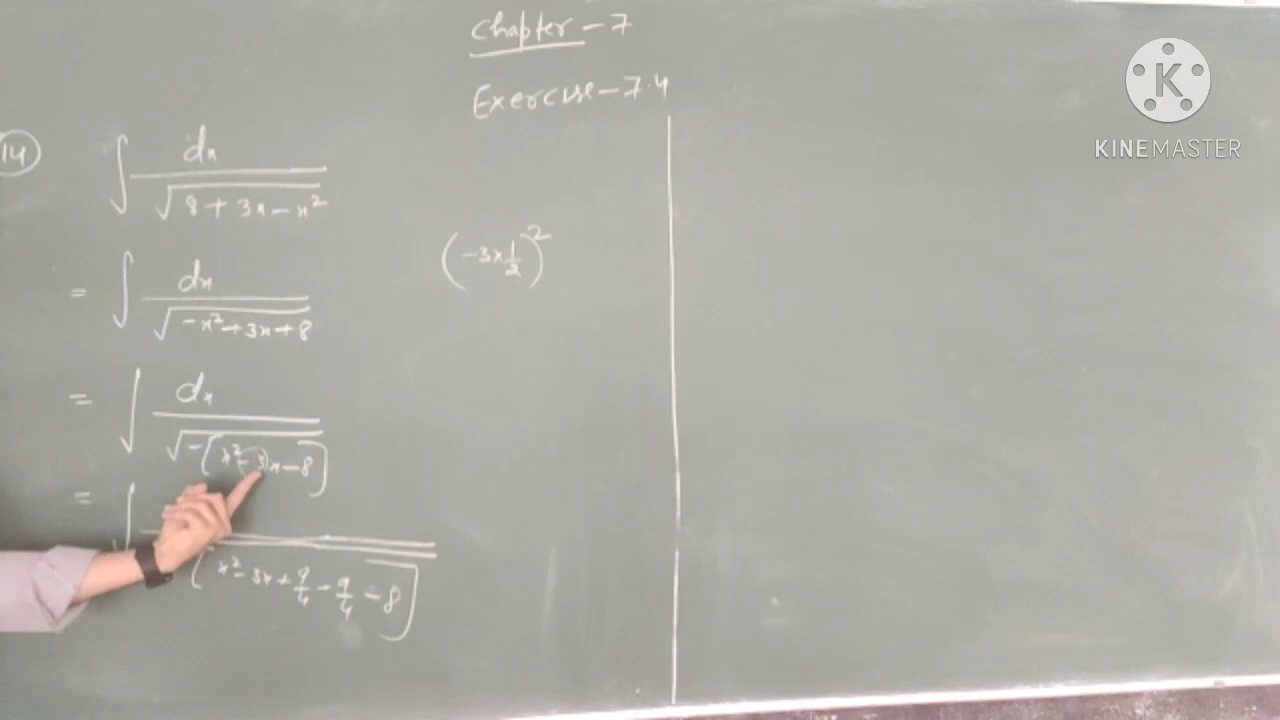 Chapter - 7
Exercise - 7.4
K
KINEMASTER
14
∫ dx / √(8 + 3x - x²)
(-3 × 1/2)²
= ∫ dx / √(-x² + 3x + 8)
= ∫ dx / √(-[x² - 3x - 8])
= ∫ [x² - 3x + 9/4 - 9/4 - 8]